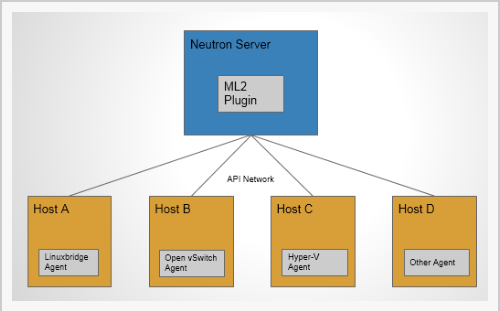 Neutron Server
ML2
Plugin
API Network
Host A
Host B
Host C
Host D
Linuxbridge
Agent
Open vSwitch
Agent
Hyper-V
Agent
Other Agent